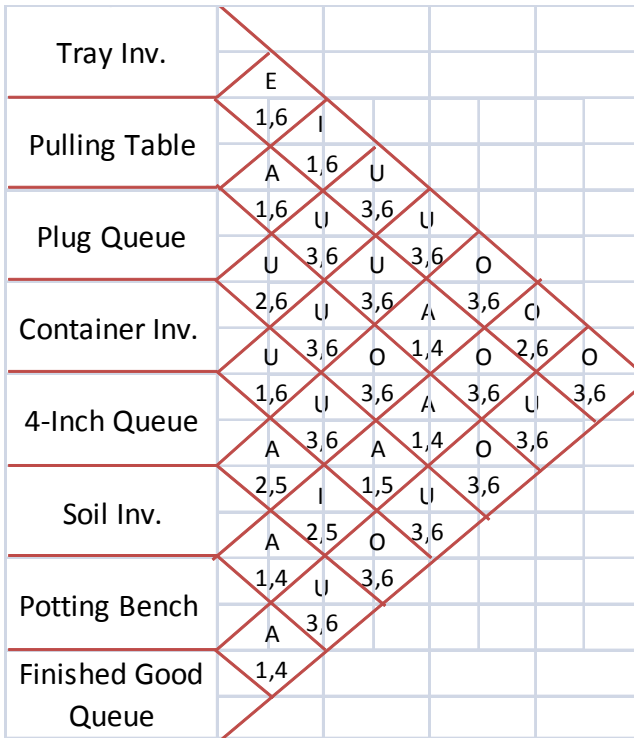 Tray Inv.
E
1,6 I
Pulling Table
A 1,6 U
1,6 U 3,6 U
Plug Queue
U 3,6 U 3,6 O
2,6 U 3,6 A 3,6 O
Container Inv.
U 3,6 O 1,4 O 2,6 O
1,6 U 3,6 A 3,6 U 3,6
4-Inch Queue
A 3,6 A 1,4 O 3,6
2,5 I 1,5 U 3,6
Soil Inv.
A 2,5 O 3,6
1,4 U 3,6
Potting Bench
A 3,6
Finished Good 1,4
Queue